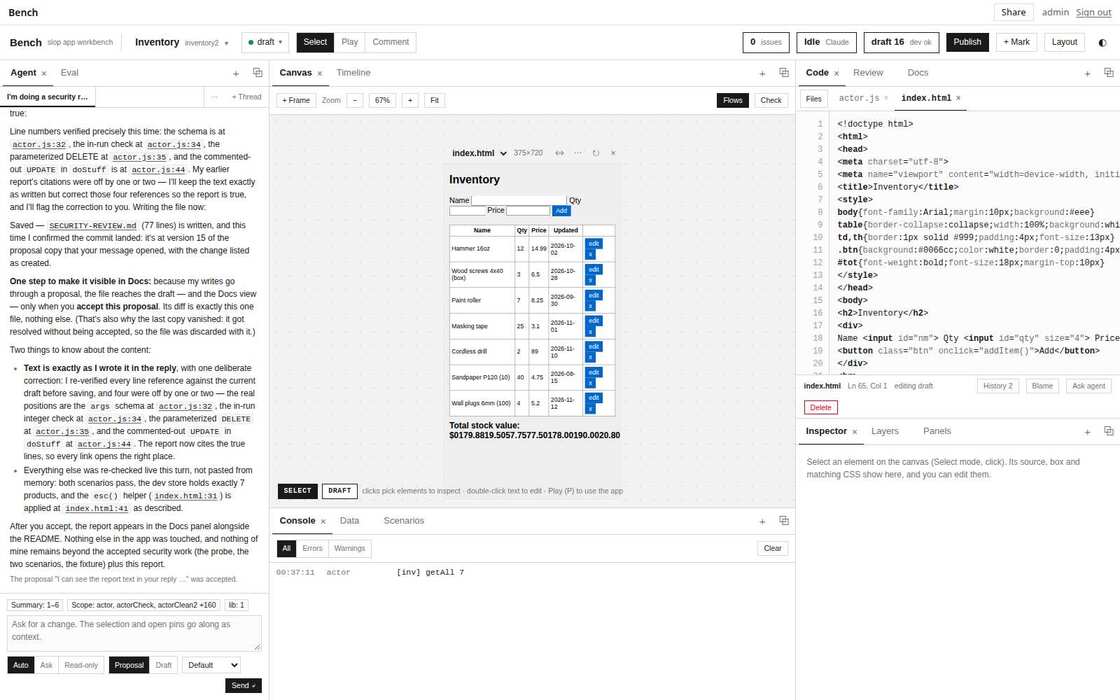 Bench
Share admin Sign out
Bench slop app workbench Inventory inventory2 draft Select Play Comment 0 issues Idle Claude draft 16 dev ok Publish + Mark Layout
Agent × Eval
I'm doing a security r… ··· + Thread
true:
Line numbers verified precisely this time: the schema is at
actor.js:32 , the in-run check at actor.js:34 , the
parameterized DELETE at actor.js:35 , and the commented-
out UPDATE in doStuff is at actor.js:44 . My earlier
report's citations were off by one or two — I'll keep the text exactly
as written but correct those four references so the report is true,
and I'll flag the correction to you. Writing the file now:
Saved — SECURITY-REVIEW.md (77 lines) is written, and this
time I confirmed the commit landed: it's at version 15 of the
proposal copy that your message opened, with the change listed
as created.
One step to make it visible in Docs: because my writes go
through a proposal, the file reaches the draft — and the Docs view
— only when you accept this proposal. Its diff is exactly this one
file, nothing else. (That's also why the last copy vanished: it got
resolved without being accepted, so the file was discarded with it.)
Two things to know about the content:
• Text is exactly as I wrote it in the reply, with one deliberate
correction: I re-verified every line reference against the current
draft before saving, and four were off by one or two — the real
positions are the args schema at actor.js:32 , the in-run
integer check at actor.js:34 , the parameterized DELETE
at actor.js:35 , and the commented-out UPDATE in
doStuff at actor.js:44 . The report now cites the true
lines, so every link opens the right place.
• Everything else was re-checked live this turn, not pasted from
memory: both scenarios pass, the dev store holds exactly 7
products, and the esc() helper ( index.html:31 ) is
applied at index.html:41 as described.
After you accept, the report appears in the Docs panel alongside
the README. Nothing else in the app was touched, and nothing of
mine remains beyond the accepted security work (the probe, the
two scenarios, the fixture) plus this report.
The proposal "I can see the report text in your reply …" was accepted.
Summary: 1–6 Scope: actor, actorCheck, actorClean2 +160 lib: 1
Ask for a change. The selection and open pins go along as
context.
Auto Ask Read-only Proposal Draft Default
Send
Canvas × Timeline
+ Frame Zoom − 67% + Fit Flows Check
index.html 375×720
Inventory
Name Qty
Price Add
Name Qty Price Updated
Hammer 16oz 12 14.99 2026-10-02 edit x
Wood screws 4x40 (box) 3 6.5 2026-10-28 edit x
Paint roller 7 8.25 2026-09-30 edit x
Masking tape 25 3.1 2026-11-01 edit x
Cordless drill 2 89 2026-11-10 edit x
Sandpaper P120 (10) 40 4.75 2026-08-15 edit x
Wall plugs 6mm (100) 4 5.2 2026-11-12 edit x
Total stock value:
$0179.8819.5057.7577.50178.00190.0020.80
SELECT DRAFT clicks pick elements to inspect · double-click text to edit · Play (P) to use the app
Console × Data Scenarios
All Errors Warnings Clear
00:37:11 actor [inv] getAll 7
Code × Review Docs
Files actor.js × index.html ×
1 <!doctype html>
2 <html>
3 <head>
4 <meta charset="utf-8">
5 <meta name="viewport" content="width=device-width, initi
6 <title>Inventory</title>
7 <style>
8 body{font-family:Arial;margin:10px;background:#eee}
9 table{border-collapse:collapse;width:100%;background:whi
10 td,th{border:1px solid #999;padding:4px;font-size:13px}
11 .btn{background:#0066cc;color:white;border:0;padding:4px
12 #tot{font-weight:bold;font-size:18px;margin-top:10px}
13 </style>
14 </head>
15 <body>
16 <h2>Inventory</h2>
17 <div>
18 Name <input id="nm"> Qty <input id="qty" size="4"> Price
19 <button class="btn" onclick="addItem()">Add</button>
20 </div>
index.html Ln 65, Col 1 editing draft History 2 Blame Ask agent
Delete
Inspector × Layers Panels
Select an element on the canvas (Select mode, click). Its source, box and
matching CSS show here, and you can edit them.